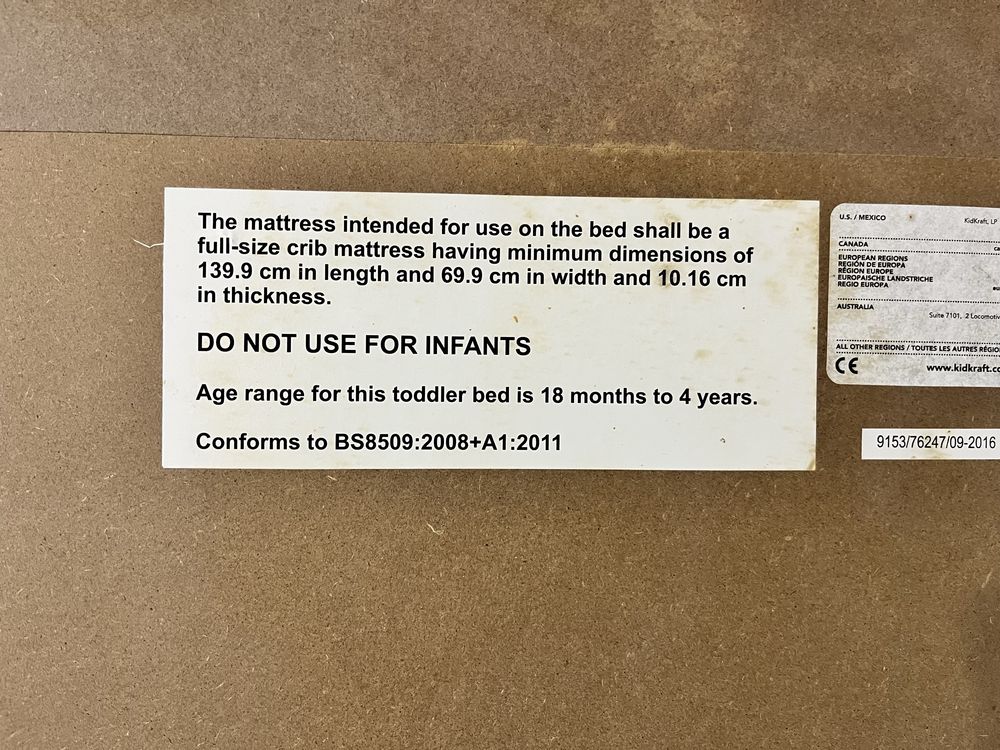 The mattress intended for use on the bed shall be a
full-size crib mattress having minimum dimensions of
139.9 cm in length and 69.9 cm in width and 10.16 cm
in thickness.
DO NOT USE FOR INFANTS
Age range for this toddler bed is 18 months to 4 years.
Conforms to BS8509:2008+A1:2011
U.S. / MEXICO
KidKraft, LP
CANADA
EUROPEAN REGIONS
REGIÓN DE EUROPA
RÉGION EUROPE
EUROPAISCHE LANDSTRICHE
REGIO EUROPA
AUSTRALIA
Suite 7101, 2 Locomotiv
ALL OTHER REGIONS / TOUTES LES AUTRES RÉGIO
CE
www.kidkraft.co
9153/76247/09-2016